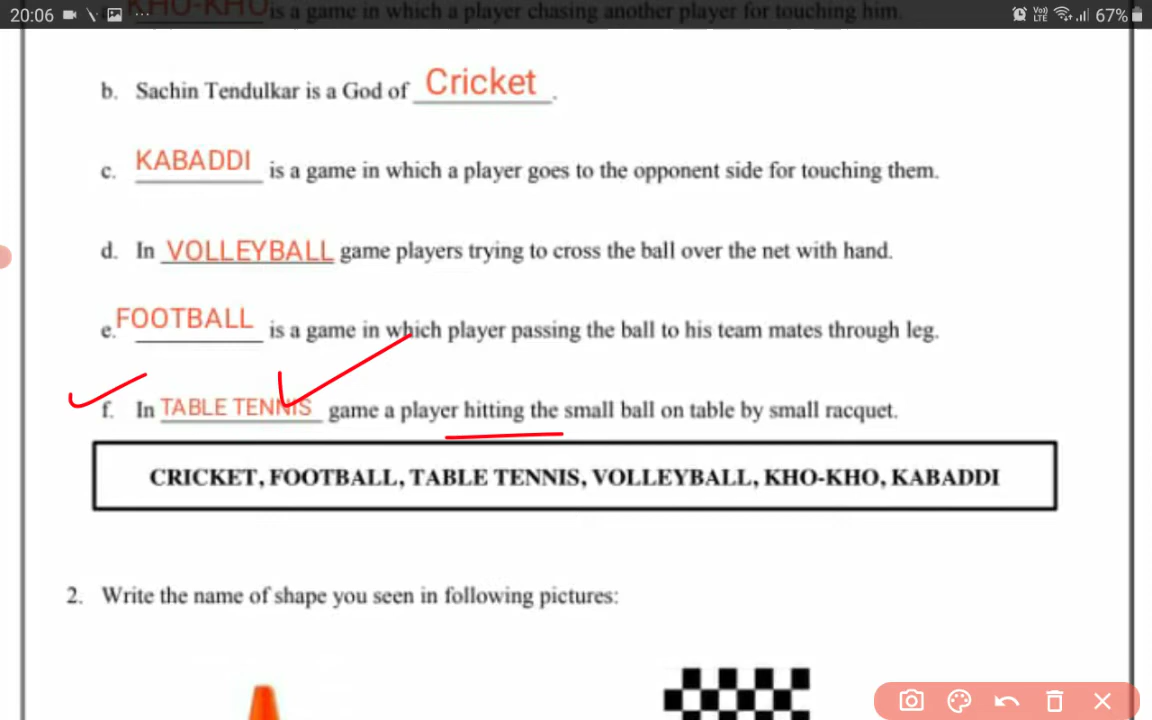 20:06 ... 67%
KHO-KHO is a game in which a player chasing another player for touching him.
b. Sachin Tendulkar is a God of Cricket.
c. KABADDI is a game in which a player goes to the opponent side for touching them.
d. In VOLLEYBALL game players trying to cross the ball over the net with hand.
e. FOOTBALL is a game in which player passing the ball to his team mates through leg.
f. In TABLE TENNIS game a player hitting the small ball on table by small racquet.
CRICKET, FOOTBALL, TABLE TENNIS, VOLLEYBALL, KHO-KHO, KABADDI
2. Write the name of shape you seen in following pictures: